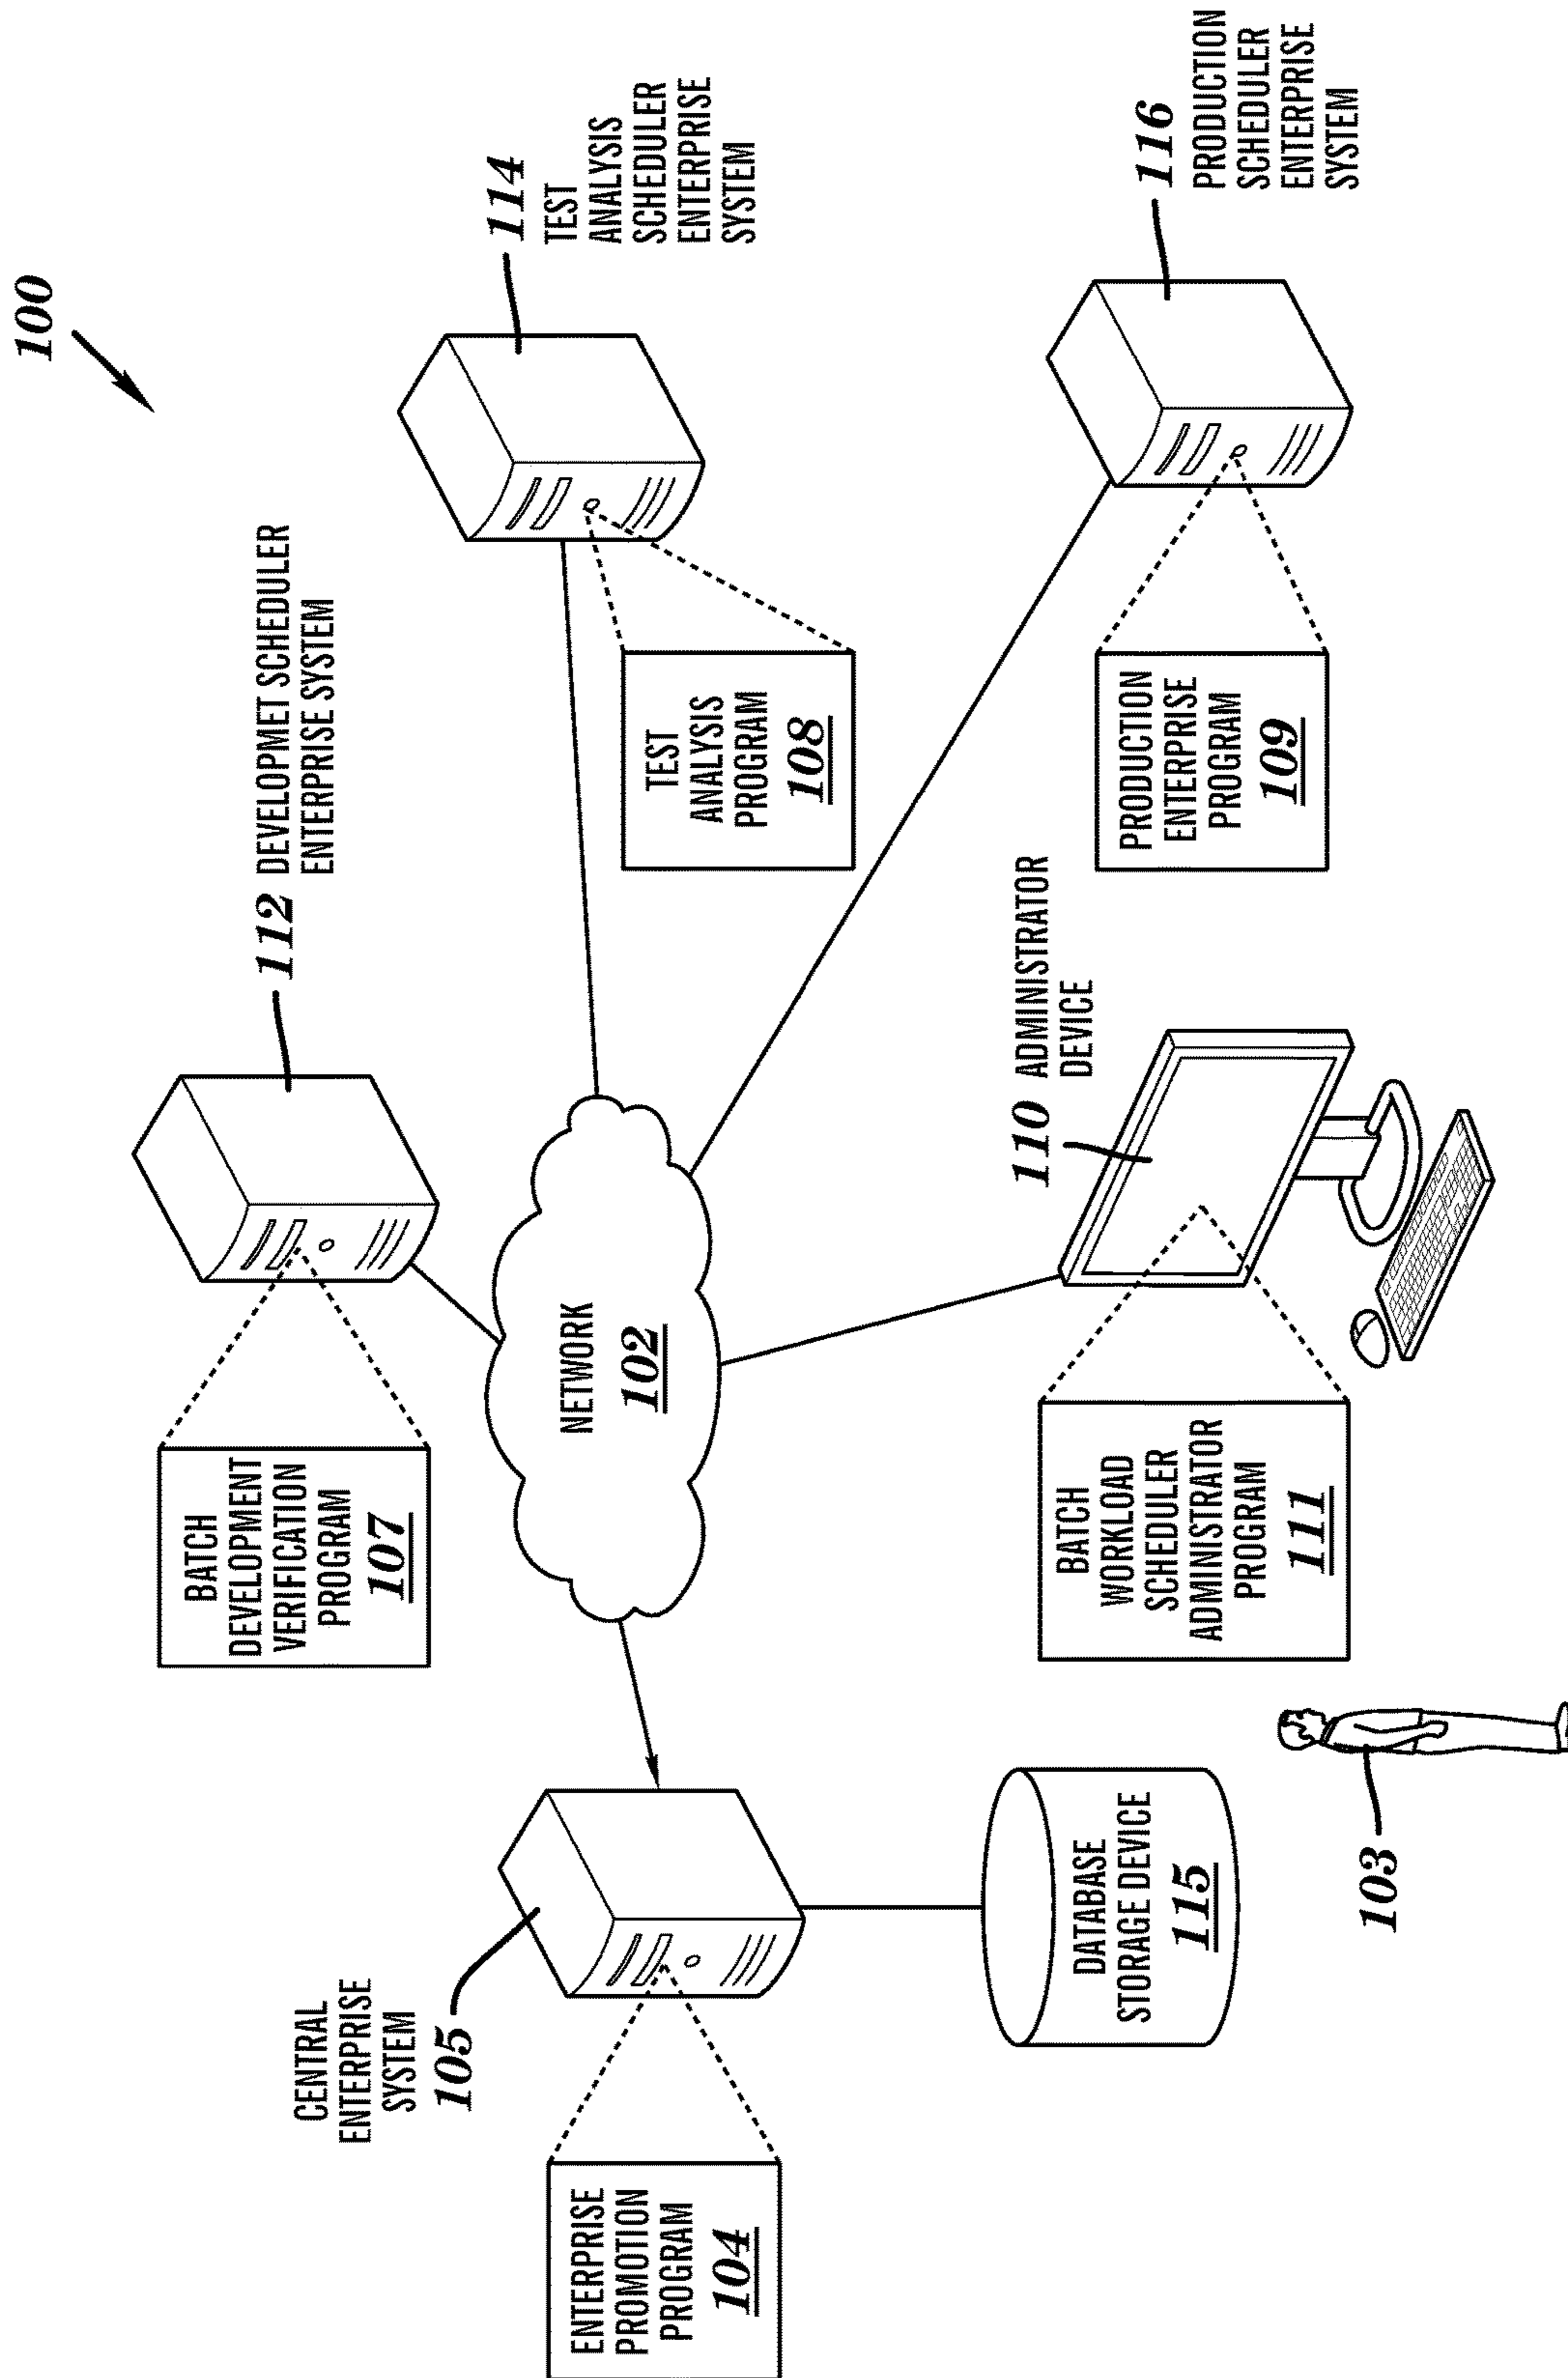 100
112 DEVELOPMET SCHEDULER
ENTERPRISE SYSTEM
114
TEST
ANALYSIS
SCHEDULER
ENTERPRISE
SYSTEM
BATCH
DEVELOPMENT
VERIFICATION
PROGRAM
107
CENTRAL
ENTERPRISE
SYSTEM
105
NETWORK
102
TEST
ANALYSIS
PROGRAM
108
ENTERPRISE
PROMOTION
PROGRAM
104
116
PRODUCTION
SCHEDULER
ENTERPRISE
SYSTEM
110 ADMINISTRATOR
DEVICE
DATABASE
STORAGE DEVICE
115
BATCH
WORKLOAD
SCHEDULER
ADMINISTRATOR
PROGRAM
111
PRODUCTION
ENTERPRISE
PROGRAM
109
103